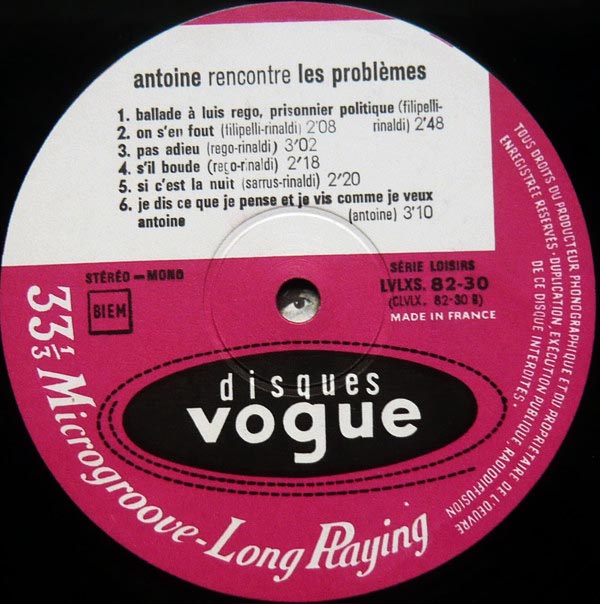 antoine rencontre les problèmes
1. ballade à luis rego, prisonnier politique (filipelli-
2. on s'en fout (filipelli-rinaldi) 2'08 rinaldi) 2'48
3. pas adieu (rego-rinaldi) 3'02
4. s'il boude (rego-rinaldi) 2'18
5. si c'est la nuit (sarrus-rinaldi) 2'20
6. je dis ce que je pense et je vis comme je veux
antoine (antoine) 3'10
STÉRÉO-MONO
BIEM
SÉRIE LOISIRS
LVLXS. 82-30
(CLVLX. 82-30 B)
MADE IN FRANCE
disques
vogue
33 1/3 Microgroove-Long Playing
TOUS DROITS DU PRODUCTEUR PHONOGRAPHIQUE ET DU PROPRIÉTAIRE DE L'OEUVRE
ENREGISTRÉE RÉSERVÉS · DUPLICATION, EXÉCUTION PUBLIQUE, RADIODIFFUSION
DE CE DISQUE INTERDITES.